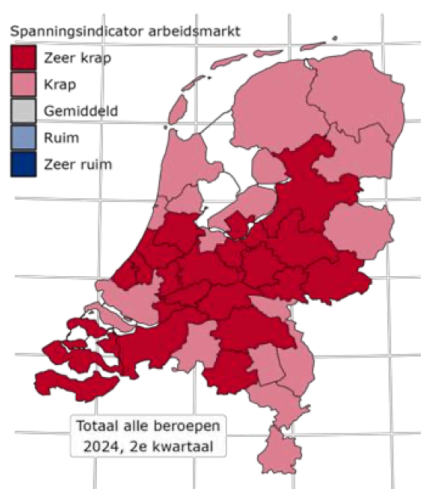 Spanningsindicator arbeidsmarkt
Zeer krap
Krap
Gemiddeld
Ruim
Zeer ruim
Totaal alle beroepen
2024, 2e kwartaal